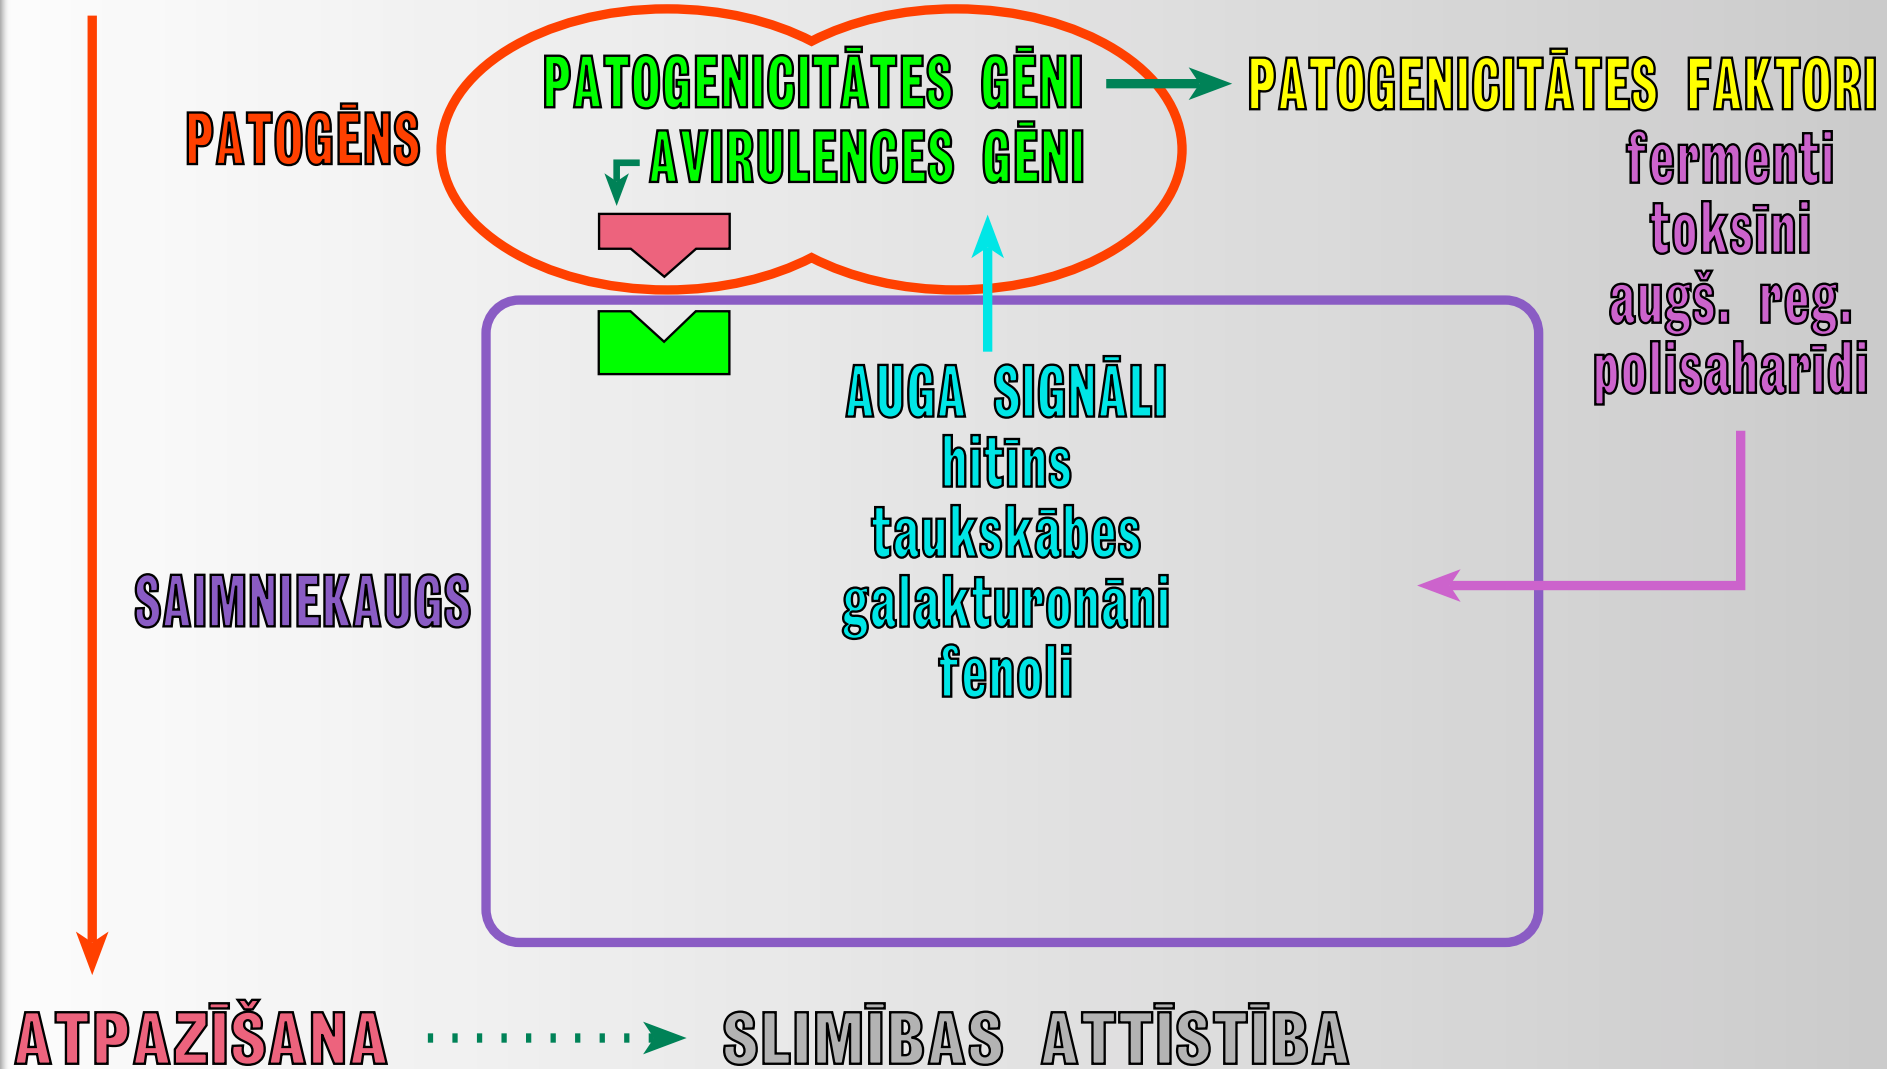 PATOGENICITĀTES GĒNI
PATOGENICITĀTES FAKTORI
PATOGĒNS
AVIRULENCES GĒNI
fermenti
toksīni
augš. reg.
polisaharīdi
AUGA SIGNĀLI
hitīns
taukskābes
galakturonāni
fenoli
SAIMNIEKAUGS
ATPAZĪŠANA
SLIMĪBAS ATTĪSTĪBA